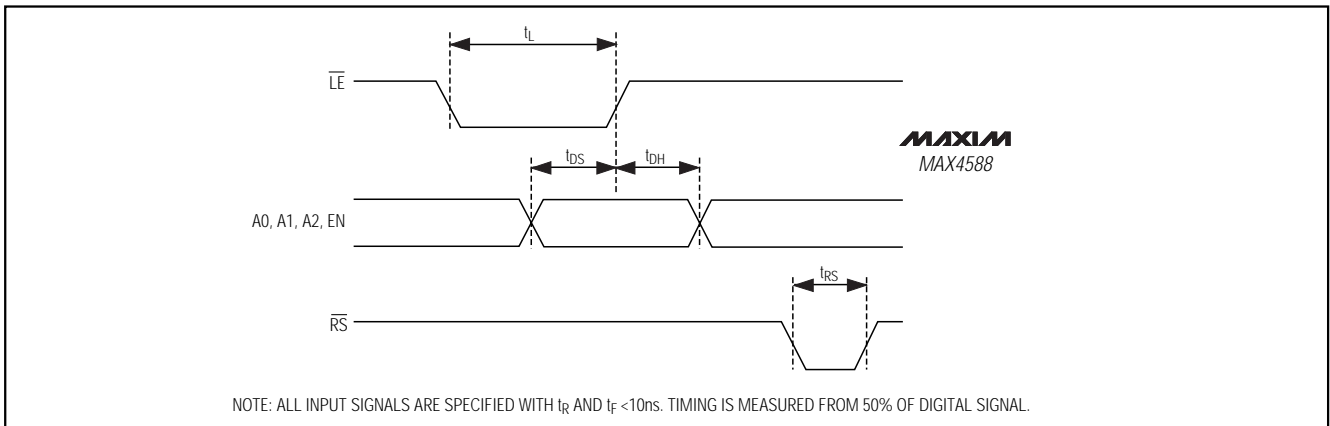 tL
LE
MAXIM
MAX4588
tDS
tDH
A0, A1, A2, EN
tRS
RS
NOTE: ALL INPUT SIGNALS ARE SPECIFIED WITH tR AND tF <10ns. TIMING IS MEASURED FROM 50% OF DIGITAL SIGNAL.